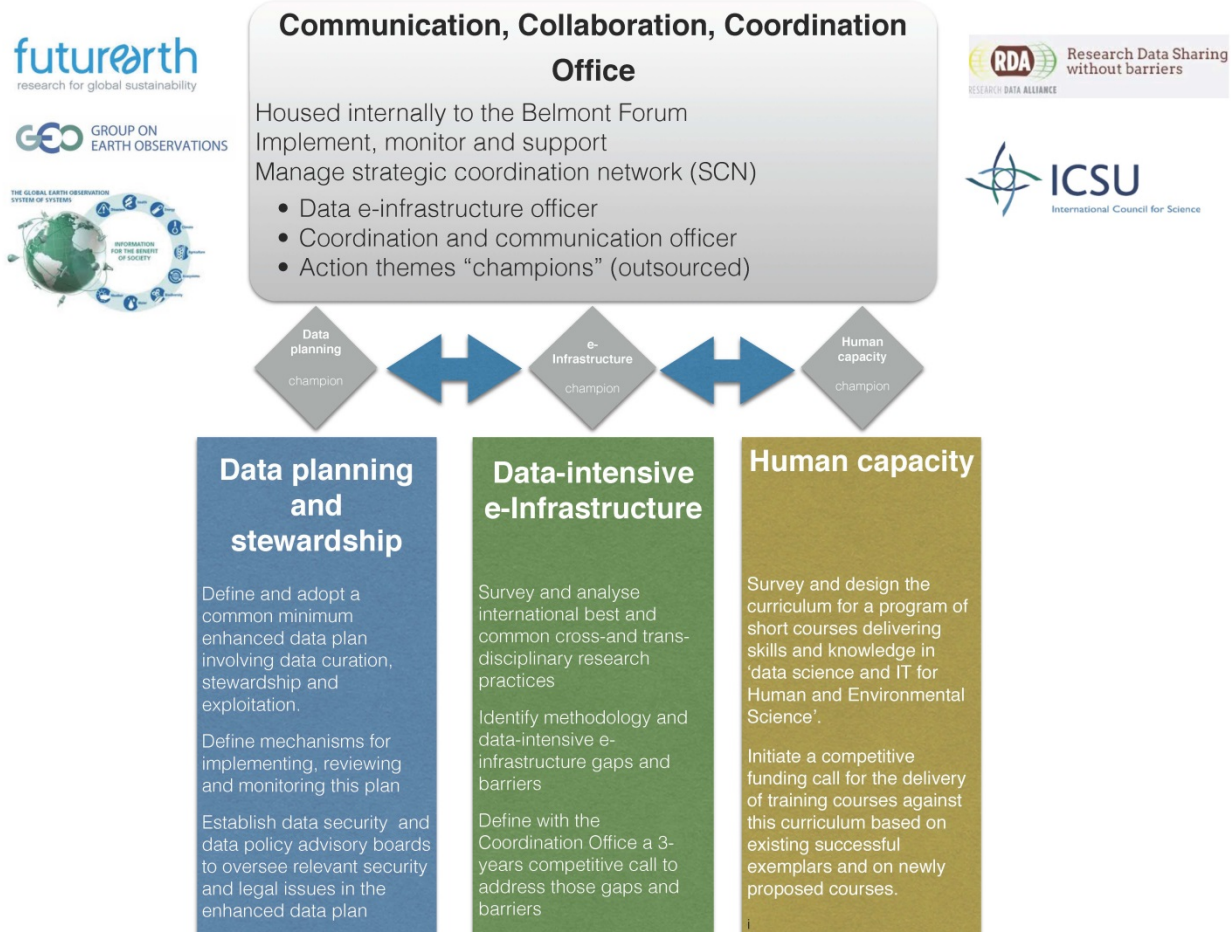 Communication, Collaboration, Coordination
Office
Housed internally to the Belmont Forum
Implement, monitor and support
Manage strategic coordination network (SCN)
• Data e-infrastructure officer
• Coordination and communication officer
• Action themes “champions” (outsourced)
futurearth
research for global sustainability
GEO GROUP ON
EARTH OBSERVATIONS
THE GLOBAL EARTH OBSERVATION
SYSTEM OF SYSTEMS
INFORMATION
FOR THE BENEFIT
OF SOCIETY
RDA Research Data Sharing
without barriers
RESEARCH DATA ALLIANCE
ICSU
International Council for Science
Data
planning
champion
e-
Infrastructure
champion
Human
capacity
champion
Data planning
and
stewardship
Define and adopt a
common minimum
enhanced data plan
involving data curation,
stewardship and
exploitation.
Define mechanisms for
implementing, reviewing
and monitoring this plan
Establish data security and
data policy advisory boards
to oversee relevant security
and legal issues in the
enhanced data plan
Data-intensive
e-Infrastructure
Survey and analyse
international best and
common cross-and trans-
disciplinary research
practices
Identify methodology and
data-intensive e-
infrastructure gaps and
barriers
Define with the
Coordination Office a 3-
years competitive call to
address those gaps and
barriers
Human capacity
Survey and design the
curriculum for a program of
short courses delivering
skills and knowledge in
‘data science and IT for
Human and Environmental
Science’.
Initiate a competitive
funding call for the delivery
of training courses against
this curriculum based on
existing successful
exemplars and on newly
proposed courses.
i